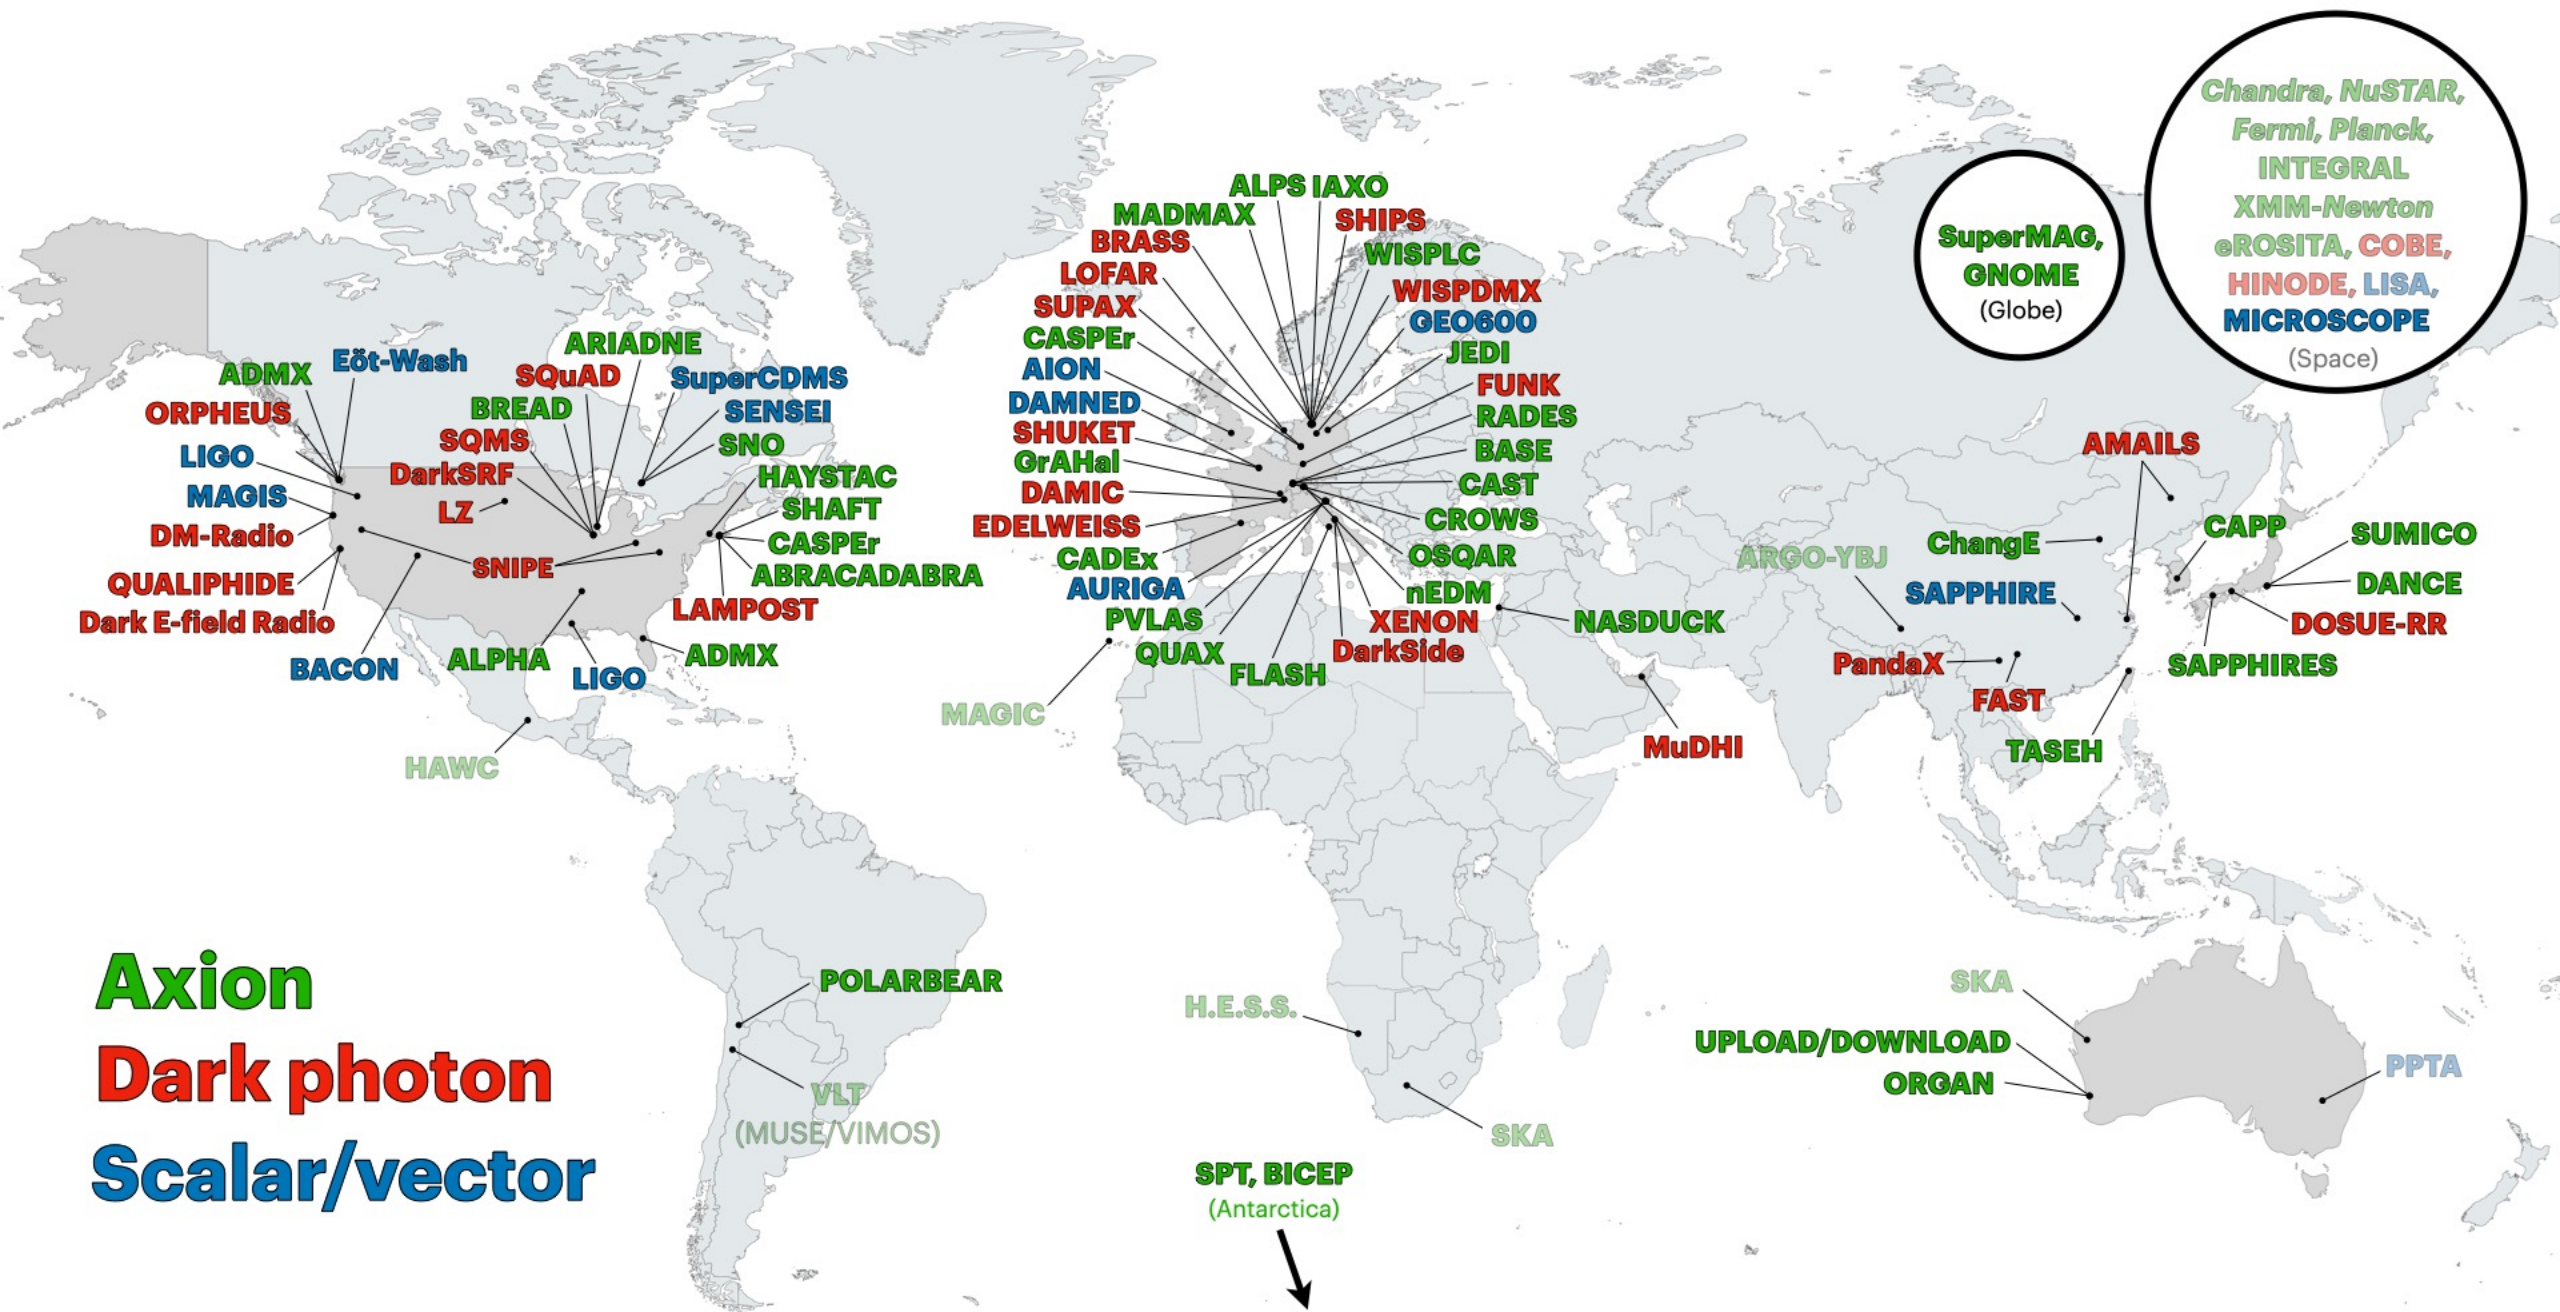 Chandra, NuSTAR,
Fermi, Planck,
INTEGRAL
XMM-Newton
eROSITA, COBE,
HINODE, LISA,
MICROSCOPE
(Space)
SuperMAG,
GNOME
(Globe)
ADMX
Eöt-Wash
ORPHEUS
LIGO
MAGIS
DM-Radio
QUALIPHIDE
Dark E-field Radio
BACON
ARIADNE
SQuAD
BREAD
SQMS
DarkSRF
LZ
SNIPE
SuperCDMS
SENSEI
SNO
HAYSTAC
SHAFT
CASPEr
ABRACADABRA
LAMPOST
ALPHA
LIGO
ADMX
HAWC
ALPS
IAXO
MADMAX
BRASS
LOFAR
SUPAX
CASPEr
AION
DAMNED
SHUKET
GrAHal
DAMIC
EDELWEISS
CADEx
AURIGA
PVLAS
QUAX
FLASH
SHIPS
WISPLC
WISPDMX
GEO600
JEDI
FUNK
RADES
BASE
CAST
CROWS
OSQAR
nEDM
XENON
DarkSide
MAGIC
NASDUCK
MuDHI
AMAILS
ARGO-YBJ
ChangE
SAPPHIRE
PandaX
FAST
TASEH
CAPP
SUMICO
DANCE
DOSUE-RR
SAPPHIRES
POLARBEAR
VLT
(MUSE/VIMOS)
H.E.S.S.
SKA
SKA
UPLOAD/DOWNLOAD
ORGAN
PPTA
SPT, BICEP
(Antarctica)
Axion
Dark photon
Scalar/vector